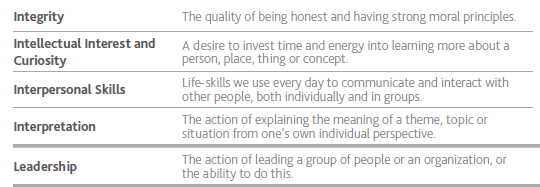 Integrity
The quality of being honest and having strong moral principles.
Intellectual Interest and
Curiosity
A desire to invest time and energy into learning more about a
person, place, thing or concept.
Interpersonal Skills
Life-skills we use every day to communicate and interact with
other people, both individually and in groups.
Interpretation
The action of explaining the meaning of a theme, topic or
situation from one's own individual perspective.
Leadership
The action of leading a group of people or an organization, or
the ability to do this.